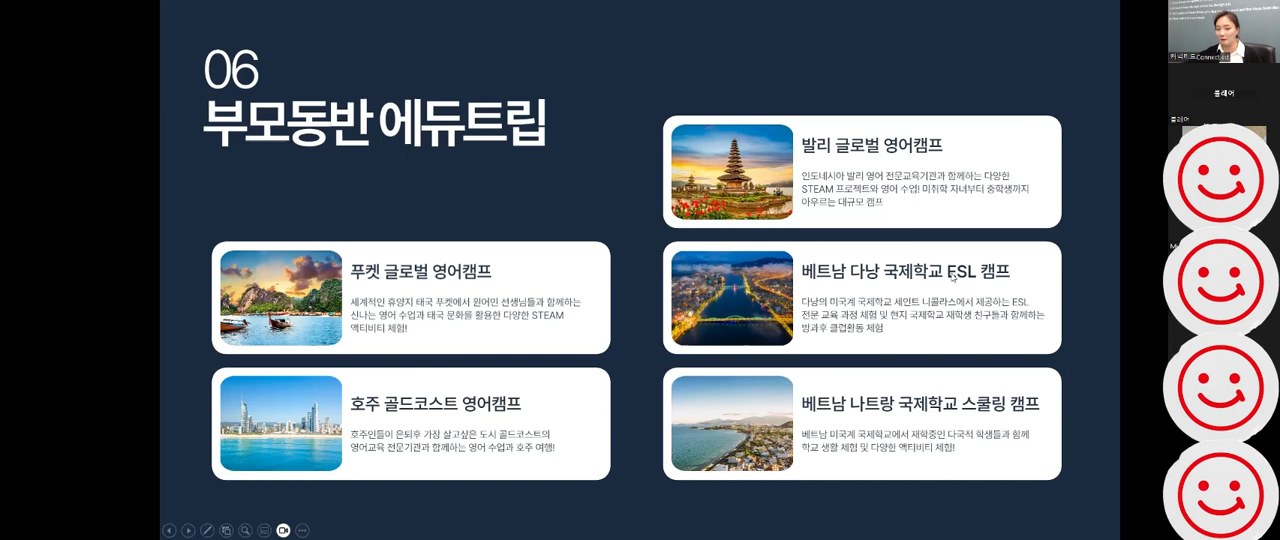 06
부모동반 에듀트립
발리 글로벌 영어캠프
인도네시아 발리 영어 전문교육기관과 함께하는 다양한
STEAM 프로젝트와 영어 수업! 미취학 자녀부터 중학생까지
아우르는 대규모 캠프
푸켓 글로벌 영어캠프
세계적인 휴양지 태국 푸켓에서 원어민 선생님들과 함께하는
신나는 영어 수업과 태국 문화를 활용한 다양한 STEAM
액티비티 체험!
베트남 다낭 국제학교 ESL 캠프
다낭의 미국계 국제학교 세인트 니콜라스에서 제공하는 ESL
전문 교육 과정 체험 및 현지 국제학교 재학생 친구들과 함께하는
방과후 클럽활동 체험
호주 골드코스트 영어캠프
호주인들이 은퇴후 가장 살고싶은 도시 골드코스트의
영어교육 전문기관과 함께하는 영어 수업과 호주 여행!
베트남 나트랑 국제학교 스쿨링 캠프
베트남 미국계 국제학교에서 재학중인 다국적 학생들과 함께
학교 생활 체험 및 다양한 액티비티 체험!
블레어
블레어